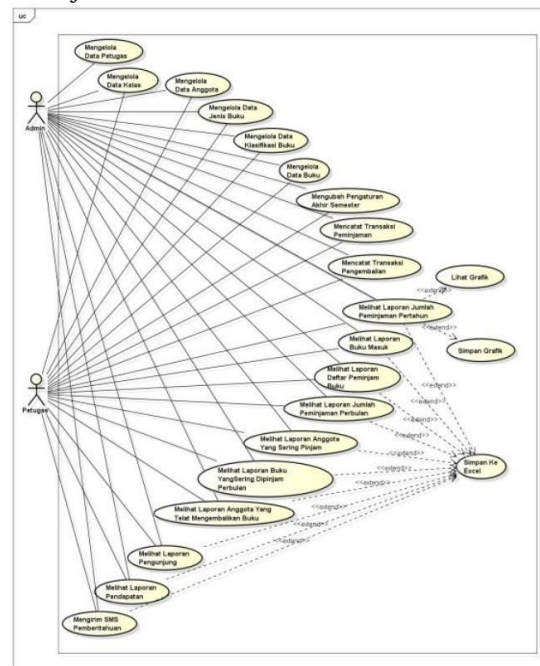 uc
Mengelola
Data Petugas
Mengelola
Data Kelas
Mengelola
Data Anggota
Admin
Mengelola Data
Jenis Buku
Mengelola Data
Klasifikasi Buku
Mengelola
Data Buku
Mengubah Pengaturan
Akhir Semester
Mencatat Transaksi
Peminjaman
Mencatat Transaksi
Pengembalian
Lihat Grafik
<<extend>>
Melihat Laporan Jumlah
Peminjaman Pertahun
<<extend>>
Simpan Grafik
Melihat Laporan
Buku Masuk
<<extend>>
Petugas
Melihat Laporan
Daftar Peminjam
Buku
<<extend>>
Melihat Laporan Jumlah
Peminjaman Perbulan
<<extend>>
Melihat Laporan Anggota
Yang Sering Pinjam
<<extend>>
Simpan Ke
Excel
Melihat Laporan Buku
YangSering Dipinjam
Perbulan
<<extend>>
<<extend>>
Melihat Laporan Anggota Yang
Telat Mengembalikan Buku
<<extend>>
<<extend>>
Melihat Laporan
Pengunjung
Melihat Laporan
Pendapatan
Mengirim SMS
Pemberitahuan